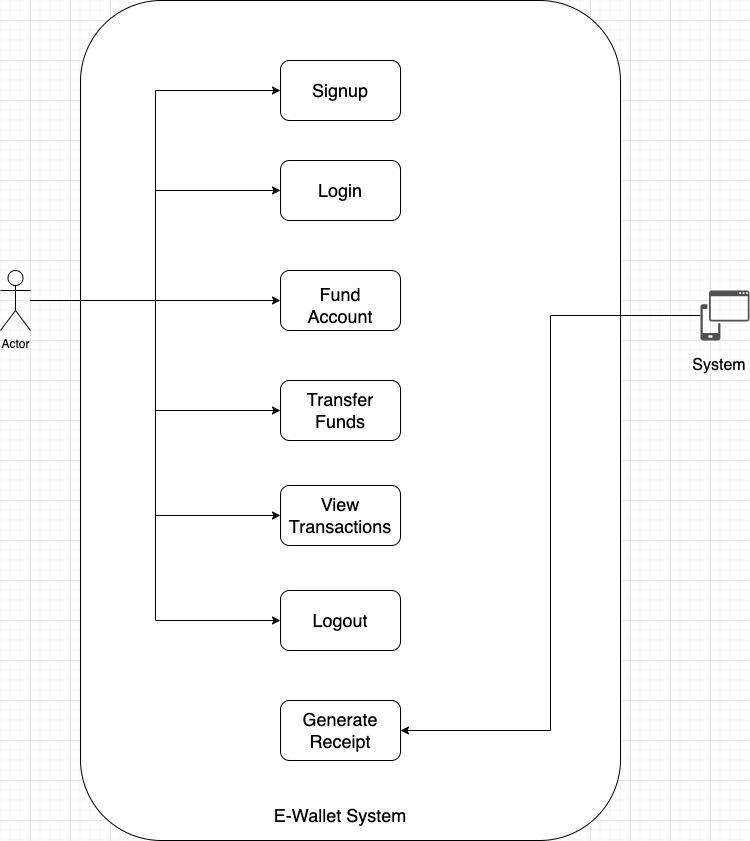 Signup
Login
Fund
Account
Actor
System
Transfer
Funds
View
Transactions
Logout
Generate
Receipt
E-Wallet System